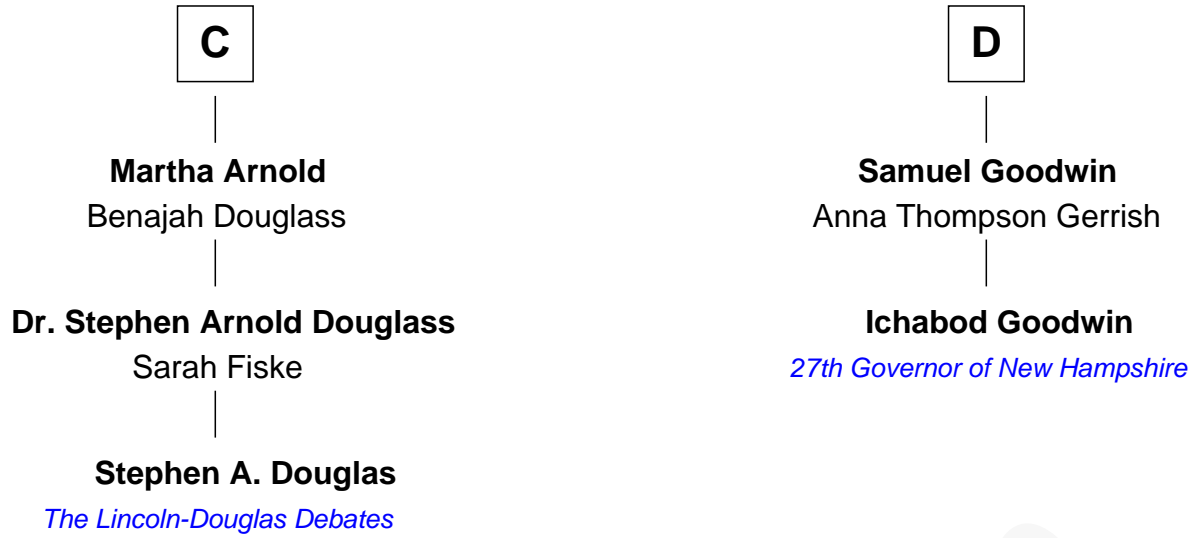 C
Martha Arnold
Benajah Douglass
Dr. Stephen Arnold Douglass
Sarah Fiske
Stephen A. Douglas
The Lincoln-Douglas Debates
D
Samuel Goodwin
Anna Thompson Gerrish
Ichabod Goodwin
27th Governor of New Hampshire